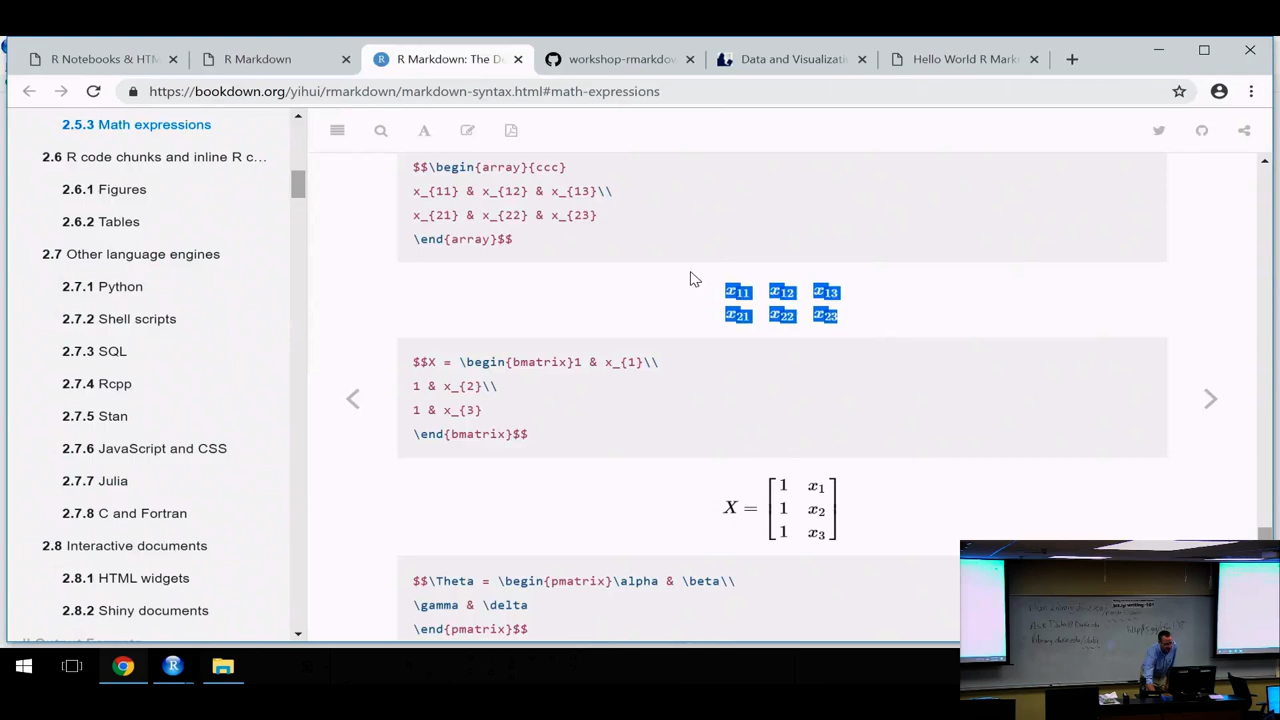 R Notebooks & HTM
R Markdown
R Markdown: The De
workshop-rmarkdow
Data and Visualizati
Hello World R Mark
https://bookdown.org/yihui/rmarkdown/markdown-syntax.html#math-expressions
2.5.3 Math expressions
2.6 R code chunks and inline R c…
2.6.1 Figures
2.6.2 Tables
2.7 Other language engines
2.7.1 Python
2.7.2 Shell scripts
2.7.3 SQL
2.7.4 Rcpp
2.7.5 Stan
2.7.6 JavaScript and CSS
2.7.7 Julia
2.7.8 C and Fortran
2.8 Interactive documents
2.8.1 HTML widgets
2.8.2 Shiny documents
$$\begin{array}{ccc}
x_{11} & x_{12} & x_{13}\\
x_{21} & x_{22} & x_{23}
\end{array}$$
x11 x12 x13
x21 x22 x23
$$X = \begin{bmatrix}1 & x_{1}\\
1 & x_{2}\\
1 & x_{3}
\end{bmatrix}$$
X = [1 x1
1 x2
1 x3]
$$\Theta = \begin{pmatrix}\alpha & \beta\\
\gamma & \delta
\end{pmatrix}$$